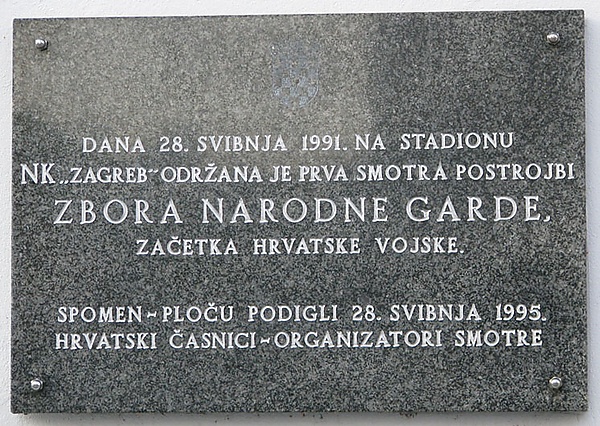 DANA 28. SVIBNJA 1991. NA STADIONU
NK „ZAGREB“ ODRŽANA JE PRVA SMOTRA POSTROJBI
ZBORA NARODNE GARDE,
ZAČETKA HRVATSKE VOJSKE.
SPOMEN-PLOČU PODIGLI 28. SVIBNJA 1995.
HRVATSKI ČASNICI-ORGANIZATORI SMOTRE